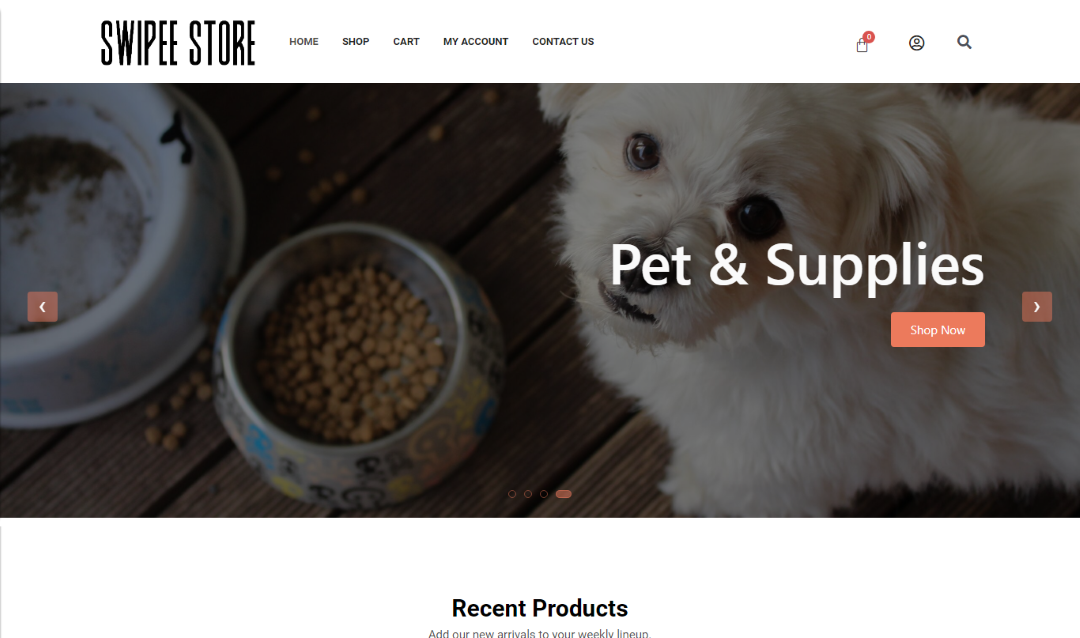 SWIPEE STORE
HOME SHOP CART MY ACCOUNT CONTACT US
0
Pet & Supplies
Shop Now
Recent Products
Add our new arrivals to your weekly lineup.